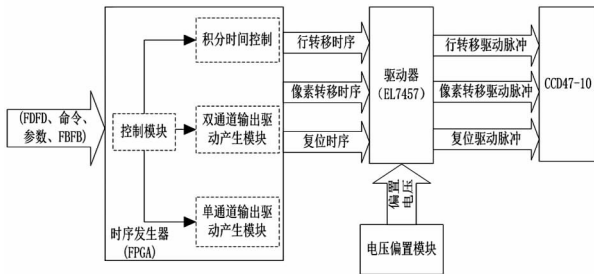 积分时间控制
行转移时序
行转移驱动脉冲
驱动器
(EL7457)
CCD47-10
像素转移时序
像素转移驱动脉冲
(FDFD、命令、
参数、FBFB)
控制模块
双通道输出驱
动产生模块
复位时序
复位驱动脉冲
偏置
电压
单通道输出驱
动产生模块
时序发生器
(FPGA)
电压偏置模块